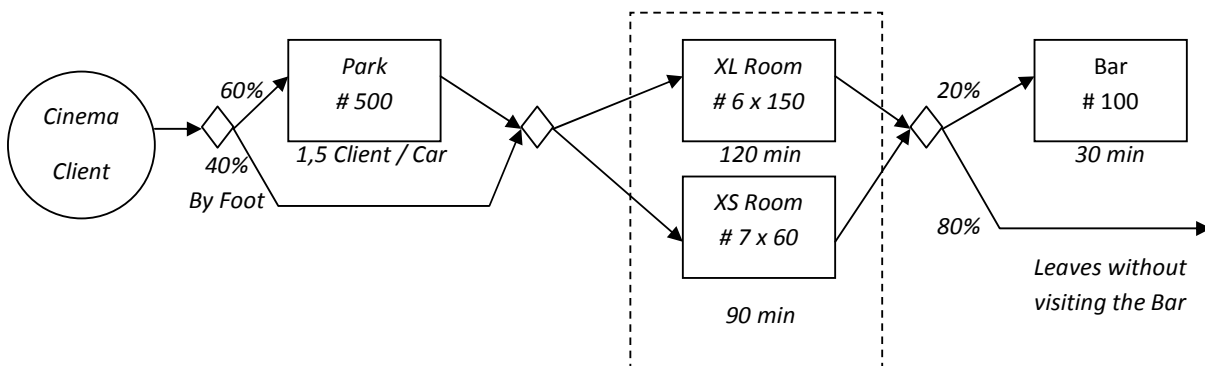 Cinema
Client
60%
40%
By Foot
Park
# 500
1,5 Client / Car
XL Room
# 6 x 150
120 min
XS Room
# 7 x 60
90 min
20%
80%
Bar
# 100
30 min
Leaves without
visiting the Bar